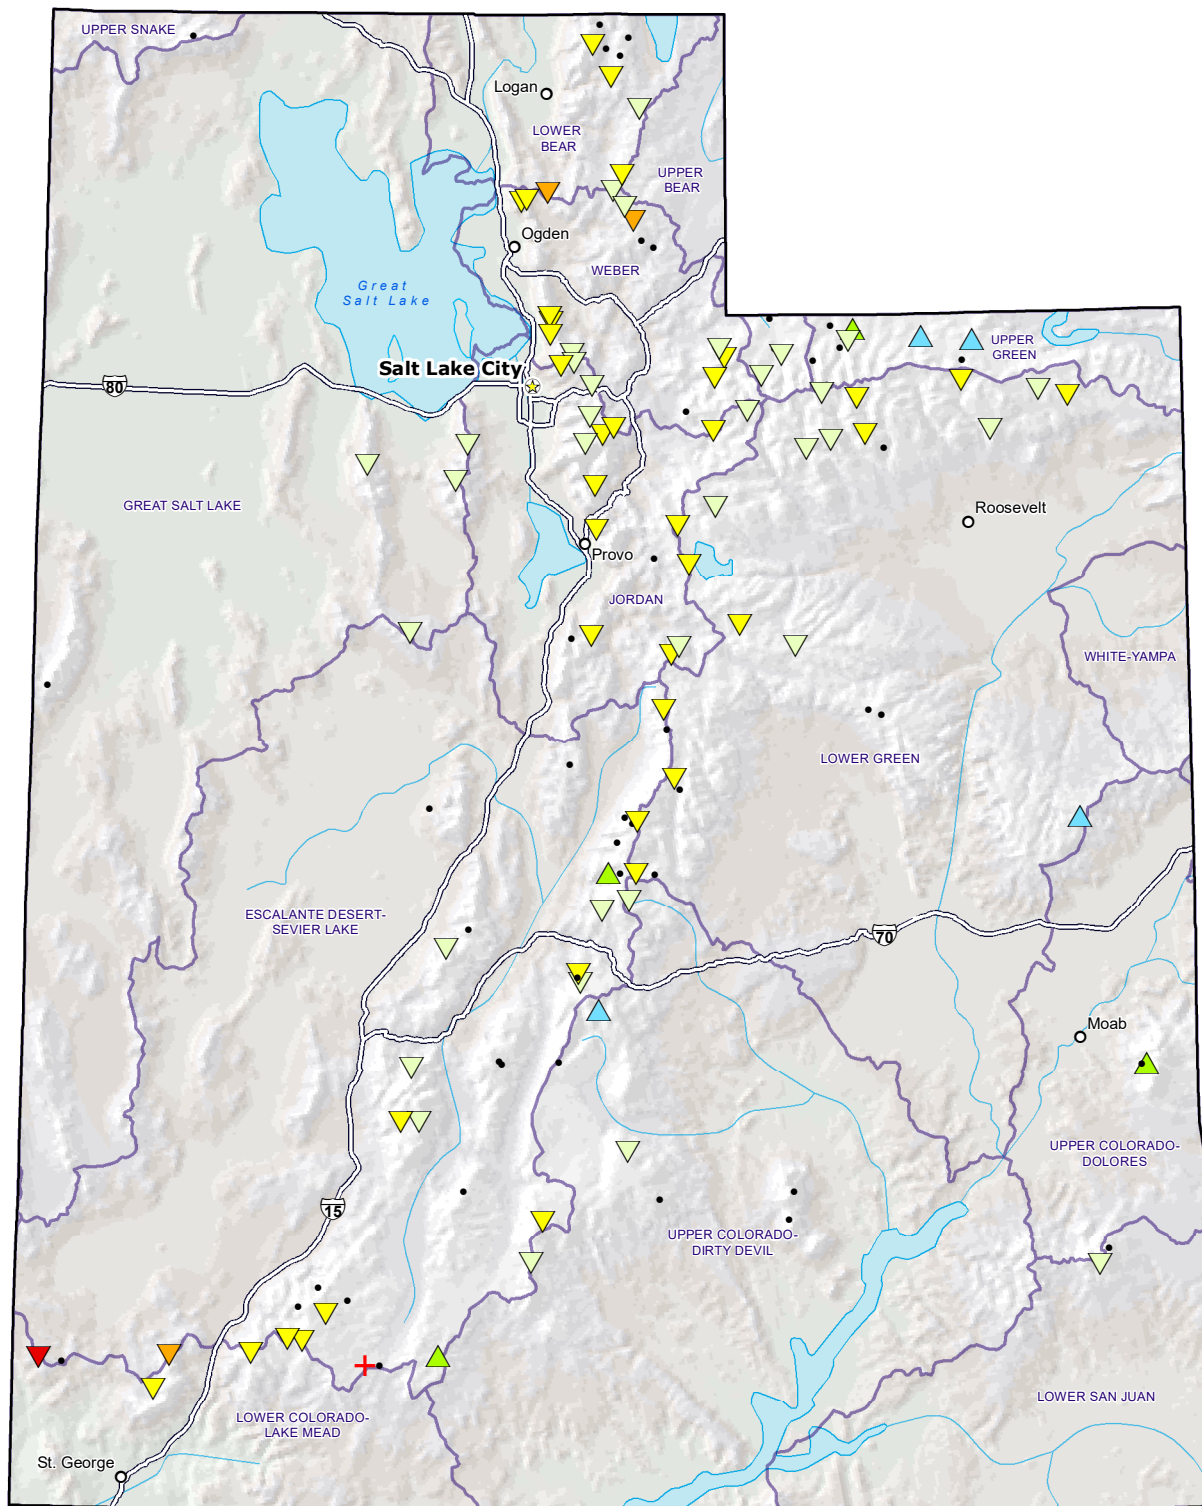 UPPER SNAKE
Logan
LOWER
BEAR
UPPER
BEAR
Ogden
WEBER
Great
Salt Lake
UPPER
GREEN
Salt Lake City
80
GREAT SALT LAKE
Roosevelt
Provo
JORDAN
WHITE-YAMPA
LOWER GREEN
ESCALANTE DESERT-
SEVIER LAKE
70
Moab
UPPER COLORADO-
DOLORES
15
UPPER COLORADO-
DIRTY DEVIL
LOWER SAN JUAN
LOWER COLORADO-
LAKE MEAD
St. George